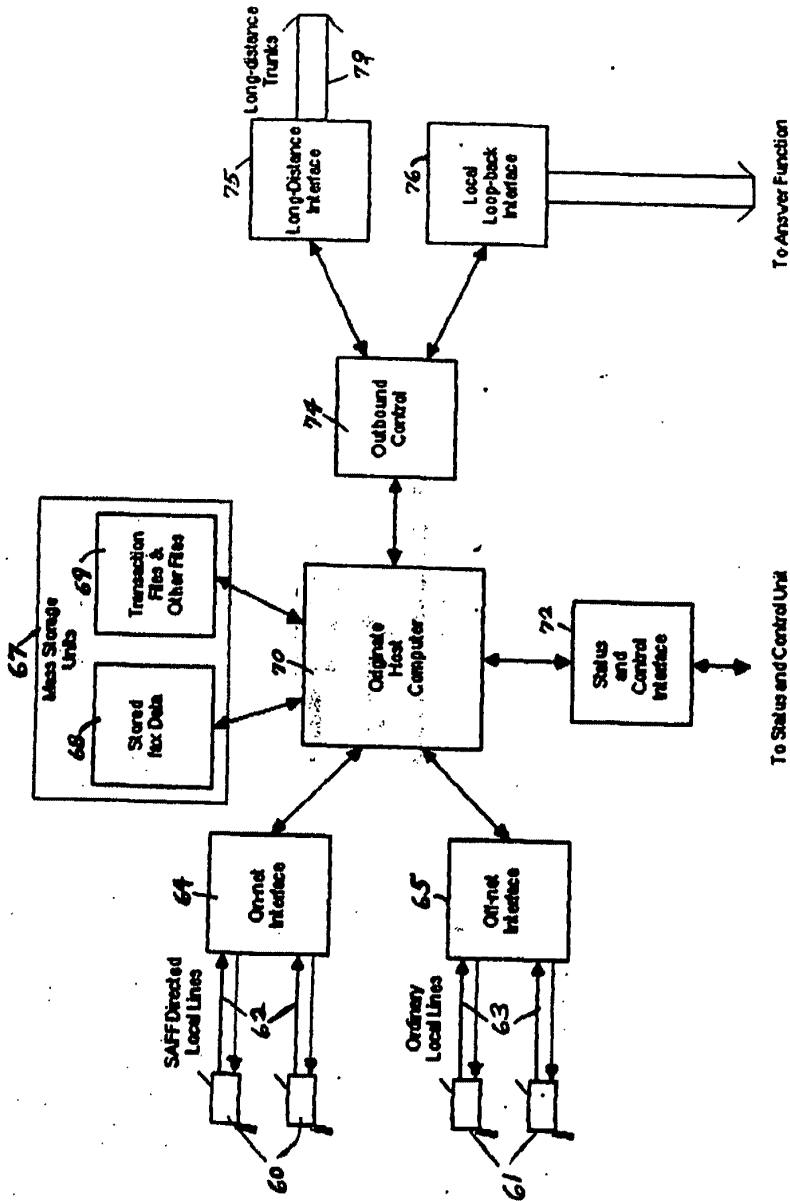 67
Mass Storage
Units
68
Stored
fax Data
69
Transaction
Files &
Other Files
Long-distance
Trunks
79
75
Long-Distance
Interface
SAFF Directed
Local Lines
62
60
64
On-net
Interface
70
Originate
Host
Computer
74
Outbound
Control
76
Local
Loop-back
Interface
Ordinary
Local Lines
63
61
65
Off-net
Interface
72
Status
and
Control
Interface
To Status and Control Unit
To Answer Function